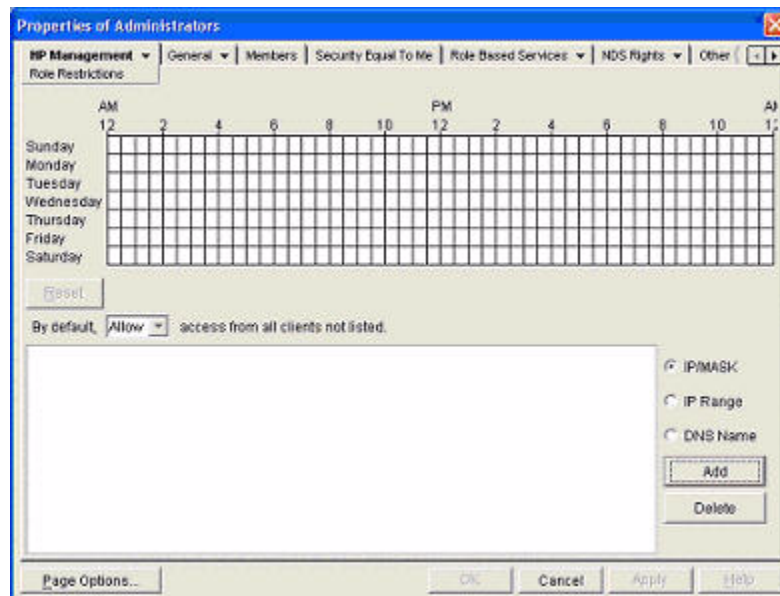 Properties of Administrators
HP Management General Members Security Equal To Me Role Based Services NDS Rights Other
Role Restrictions
AM PM AM
12 2 4 6 8 10 12 2 4 6 8 10 12
Sunday
Monday
Tuesday
Wednesday
Thursday
Friday
Saturday
Reset
By default, Allow access from all clients not listed.
IP/MASK
IP Range
DNS Name
Add
Delete
Page Options... OK Cancel Apply Help